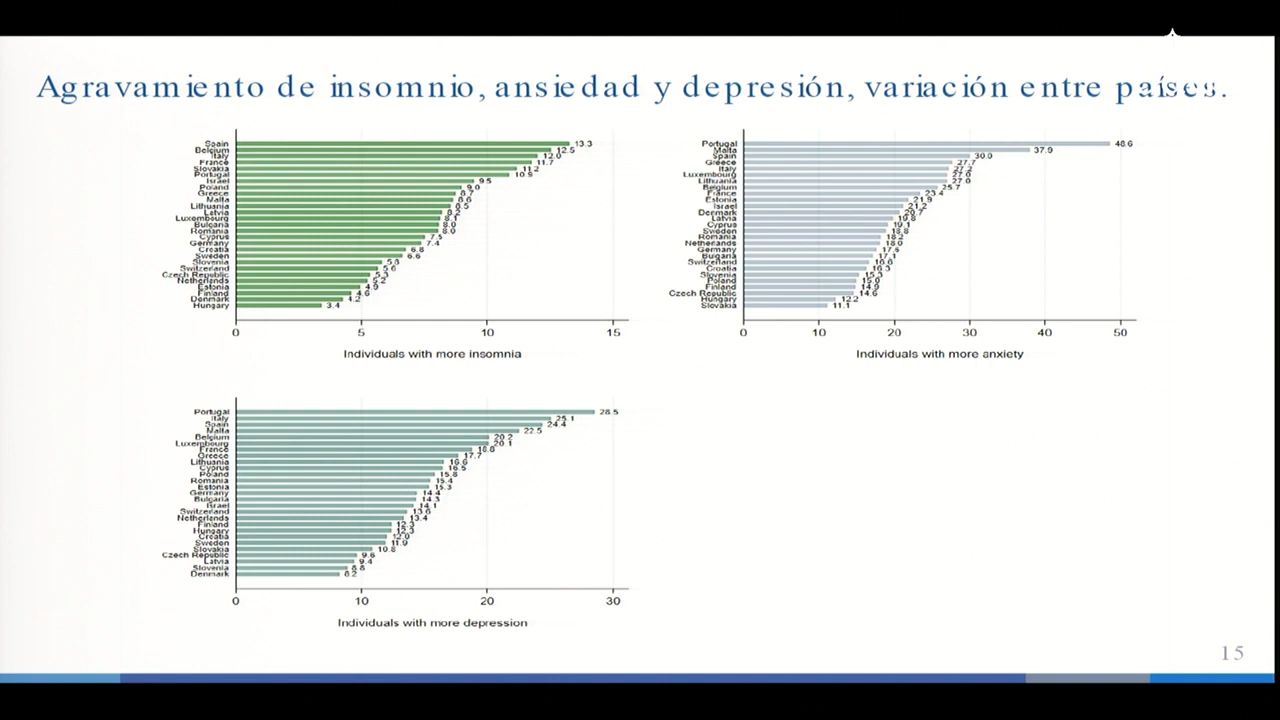 Agravamiento de insomnio, ansiedad y depresión, variación entre países.
Spain 13.3
Belgium 12.5
Italy 12.0
France 11.7
Slovakia 11.2
Portugal 10.9
Israel 9.5
Poland 9.0
Greece 8.7
Malta 8.6
Lithuania 8.5
Latvia 8.2
Luxembourg 8.1
Bulgaria 8.0
Romania 8.0
Cyprus
Germany 7.4
Croatia 6.8
Sweden 6.6
Slovenia 5.8
Switzerland 5.6
Czech Republic 5.3
Netherlands 5.2
Estonia 4.9
Finland 4.6
Denmark 4.2
Hungary 3.4
0 5 10 15
Individuals with more insomnia
Portugal 48.6
Malta 37.9
Spain 30.0
Greece 27.7
Italy
Luxembourg
Lithuania 27.0
Belgium 25.7
France 23.4
Estonia 21.9
Israel 21.2
Denmark 20.7
Latvia 19.8
Cyprus 19.1
Sweden 18.8
Romania 18.2
Netherlands 18.0
Germany 17.6
Bulgaria 17.1
Switzerland 16.6
Croatia 16.3
Slovenia 15.3
Poland 15.0
Finland 14.9
Czech Republic 14.6
Hungary 12.2
Slovakia 11.1
0 10 20 30 40 50
Individuals with more anxiety
Portugal 28.5
Italy 25.1
Spain 24.4
Malta 22.5
Belgium 20.2
Luxembourg 20.1
France 18.8
Greece 17.7
Lithuania 16.6
Cyprus 16.5
Poland 15.8
Romania 15.4
Estonia 15.3
Germany 14.4
Bulgaria 14.3
Israel 14.1
Switzerland 13.6
Netherlands 13.4
Finland 12.3
Hungary 12.3
Croatia 12.0
Sweden 11.9
Slovakia 10.8
Czech Republic 9.6
Latvia 9.4
Slovenia 8.8
Denmark 8.2
0 10 20 30
Individuals with more depression
15